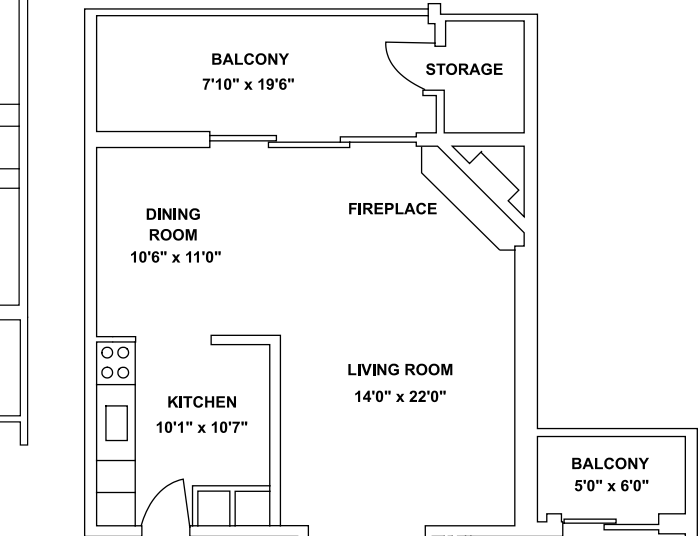 BALCONY
7'10" x 19'6"
STORAGE
DINING
ROOM
10'6" x 11'0"
FIREPLACE
LIVING ROOM
14'0" x 22'0"
KITCHEN
10'1" x 10'7"
BALCONY
5'0" x 6'0"